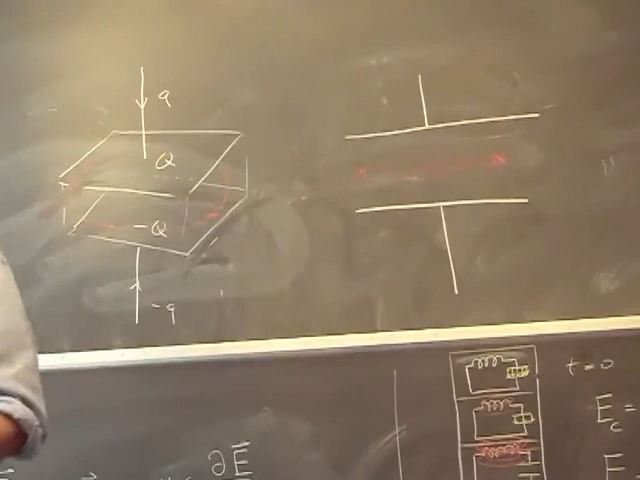 q
Q
-Q
-q
t=0
E_c =
∂E⃗
E